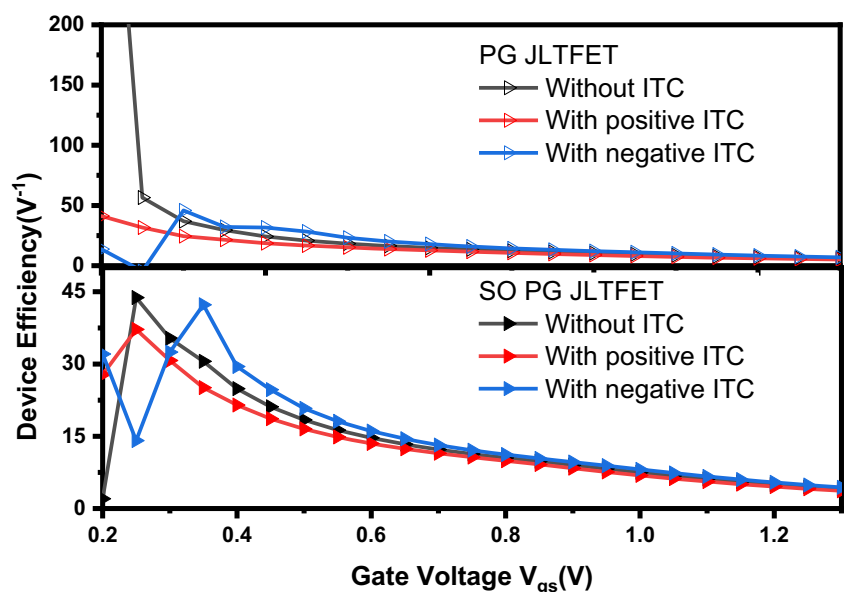 200
150
100
50
0
PG JLTFET
Without ITC
With positive ITC
With negative ITC
45
30
15
0
SO PG JLTFET
Without ITC
With positive ITC
With negative ITC
0.2 0.4 0.6 0.8 1.0 1.2
Device Efficiency(V⁻¹)
Gate Voltage Vgs(V)